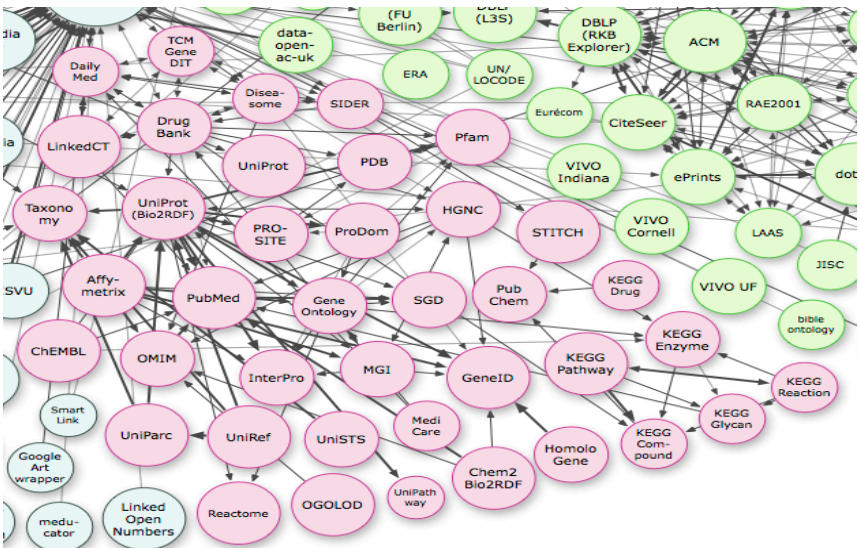 dia
Daily
Med
TCM
Gene
DIT
data-
open-
ac-uk
(FU
Berlin)
DBLP
(L3S)
DBLP
(RKB
Explorer)
ACM
ERA
UN/
LOCODE
Disea-
some
SIDER
Eurécom
CiteSeer
RAE2001
ia
LinkedCT
Drug
Bank
UniProt
PDB
Pfam
VIVO
Indiana
ePrints
dot
Taxono
my
UniProt
(Bio2RDF)
PRO-
SITE
ProDom
HGNC
STITCH
VIVO
Cornell
LAAS
JISC
SVU
Affy-
metrix
PubMed
Gene
Ontology
SGD
Pub
Chem
KEGG
Drug
VIVO UF
bible
ontology
ChEMBL
OMIM
InterPro
MGI
GeneID
KEGG
Pathway
KEGG
Enzyme
KEGG
Reaction
Smart
Link
UniParc
UniRef
UniSTS
Medi
Care
Homolo
Gene
KEGG
Com-
pound
KEGG
Glycan
Google
Art
wrapper
Chem2
Bio2RDF
UniPath
way
medu-
cator
Linked
Open
Numbers
Reactome
OGOLOD